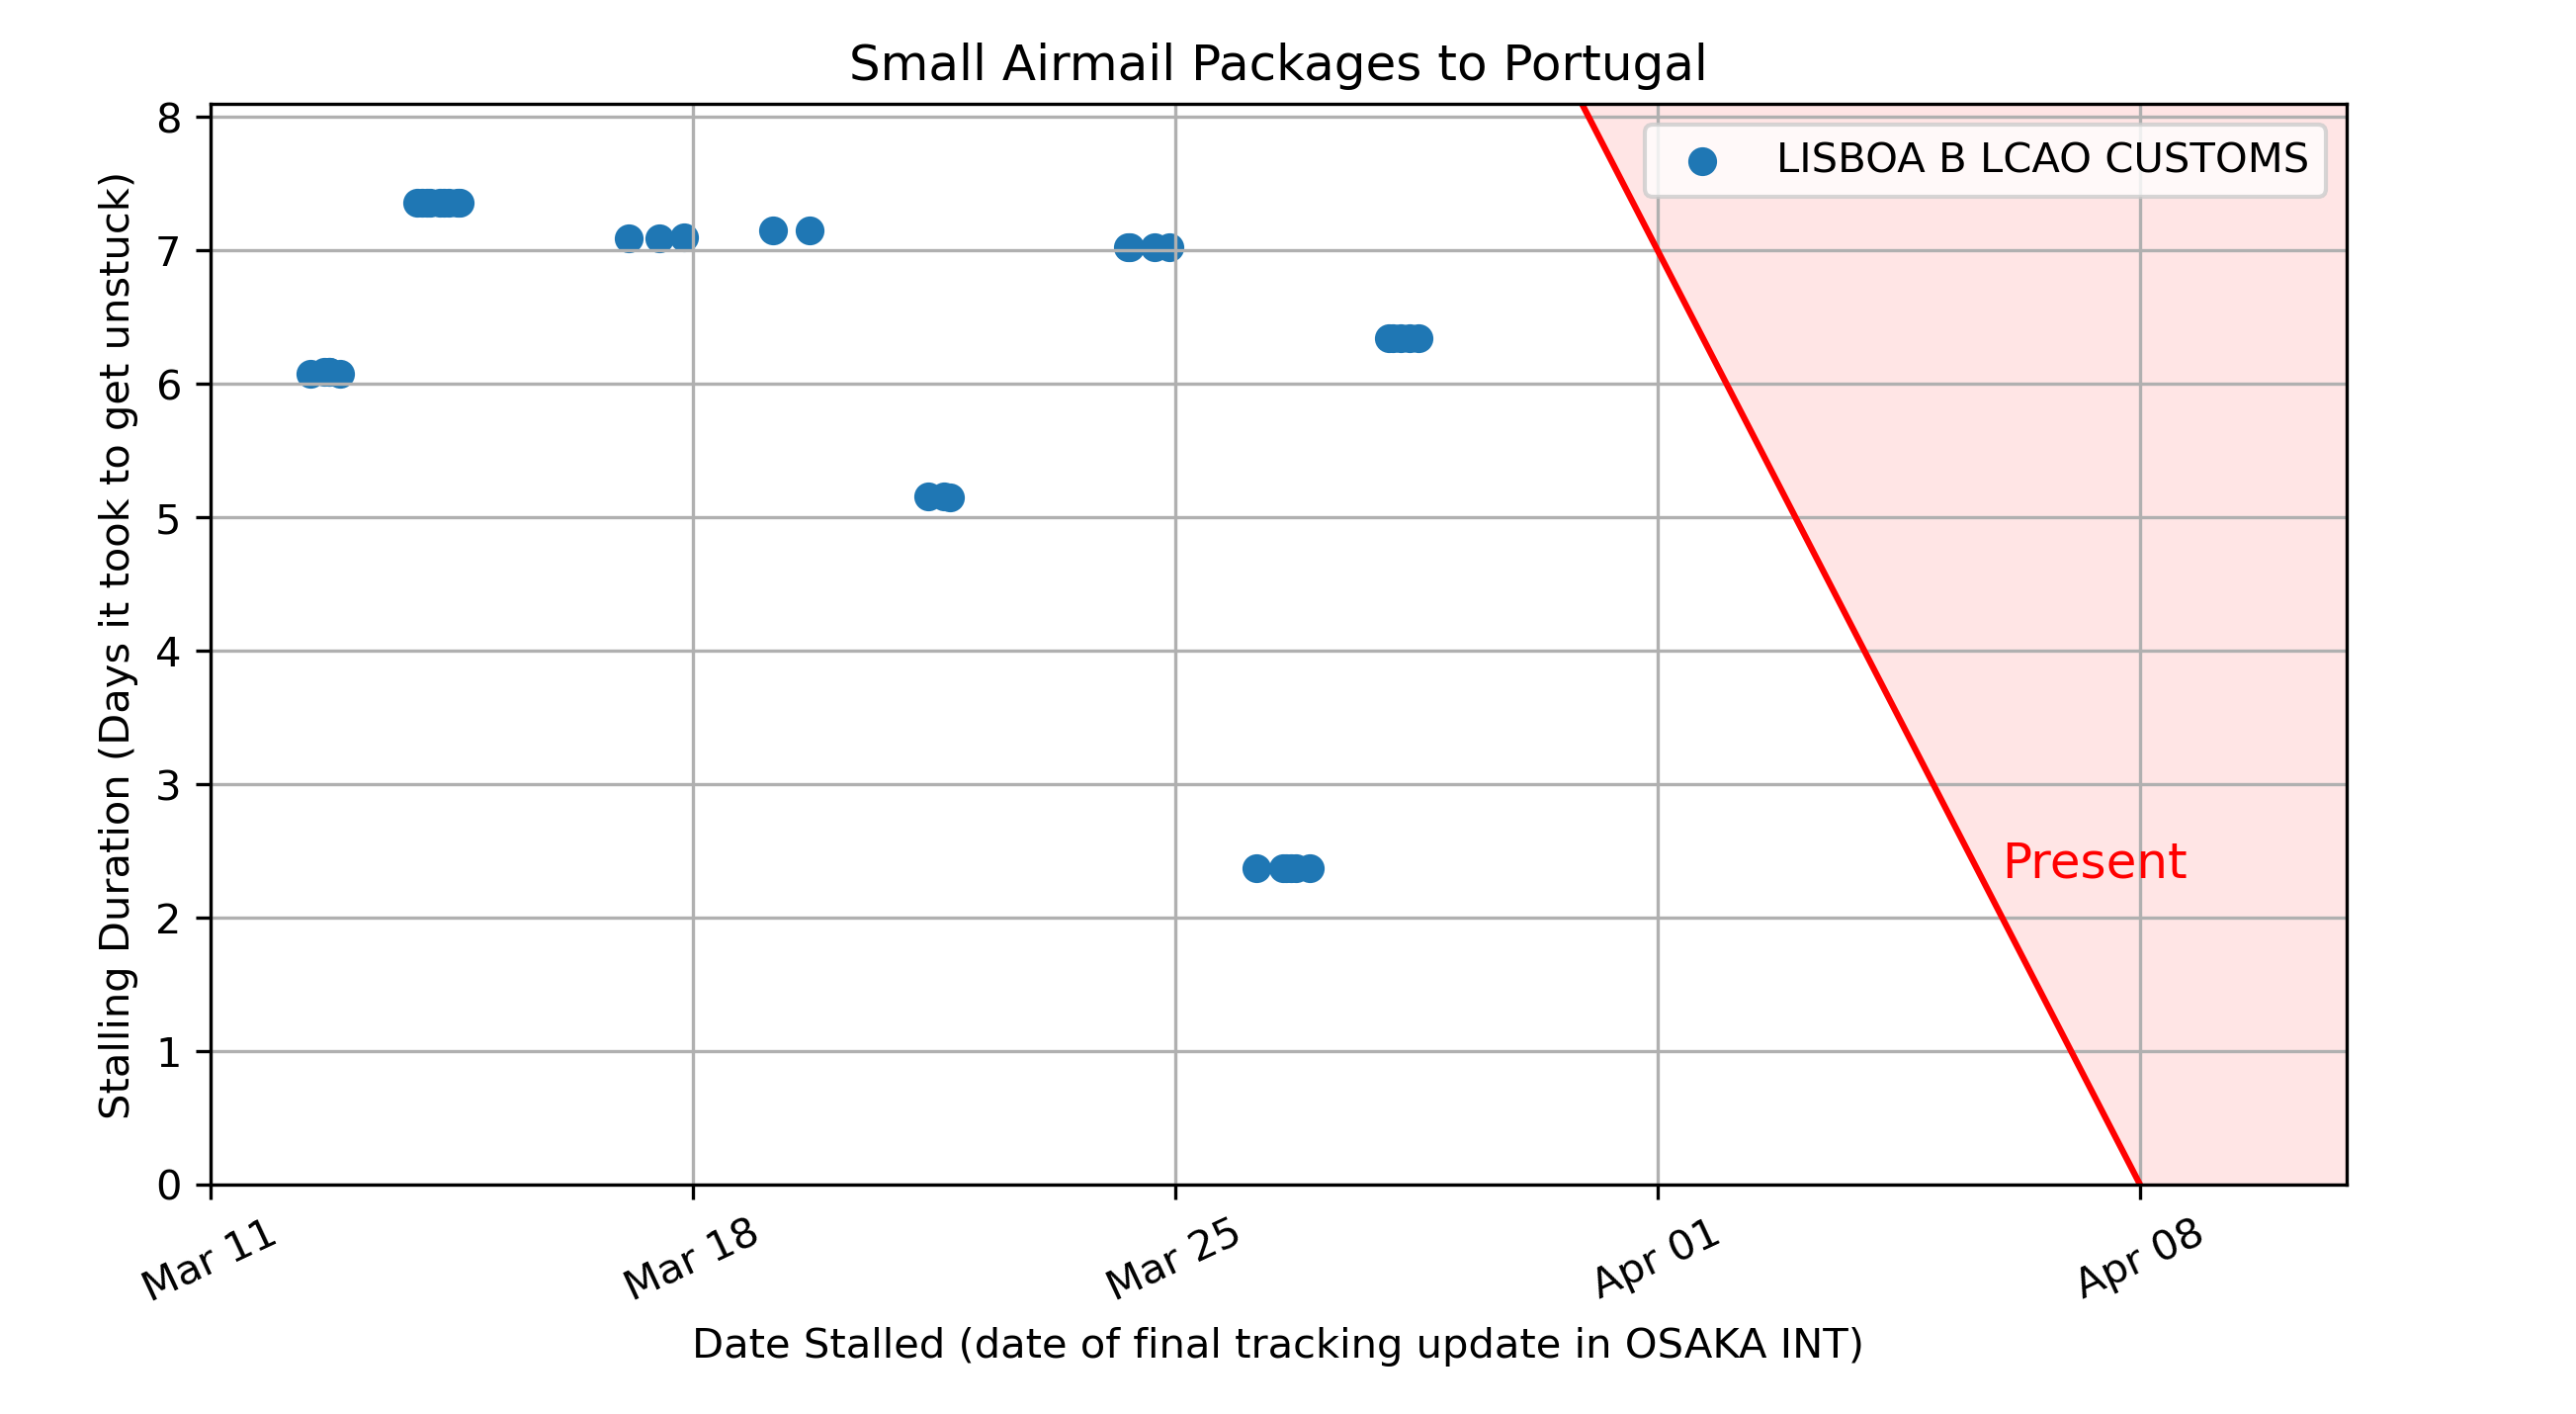 Small Airmail Packages to Portugal
LISBOA B LCAO CUSTOMS
Stalling Duration (Days it took to get unstuck)
8
7
6
5
4
3
2
1
0
Present
Mar 11
Mar 18
Mar 25
Apr 01
Apr 08
Date Stalled (date of final tracking update in OSAKA INT)